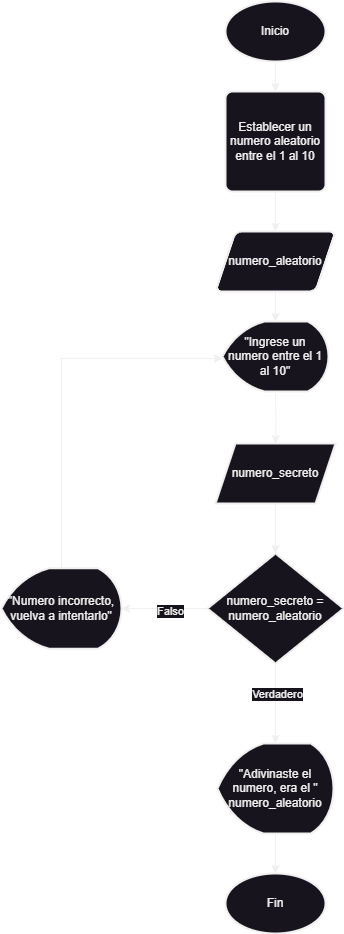 Inicio
Establecer un
numero aleatorio
entre el 1 al 10
numero_aleatorio
"Ingrese un
numero entre el 1
al 10"
numero_secreto
"Numero incorrecto,
vuelva a intentarlo"
Falso
numero_secreto =
numero_aleatorio
Verdadero
"Adivinaste el
numero, era el "
numero_aleatorio
Fin